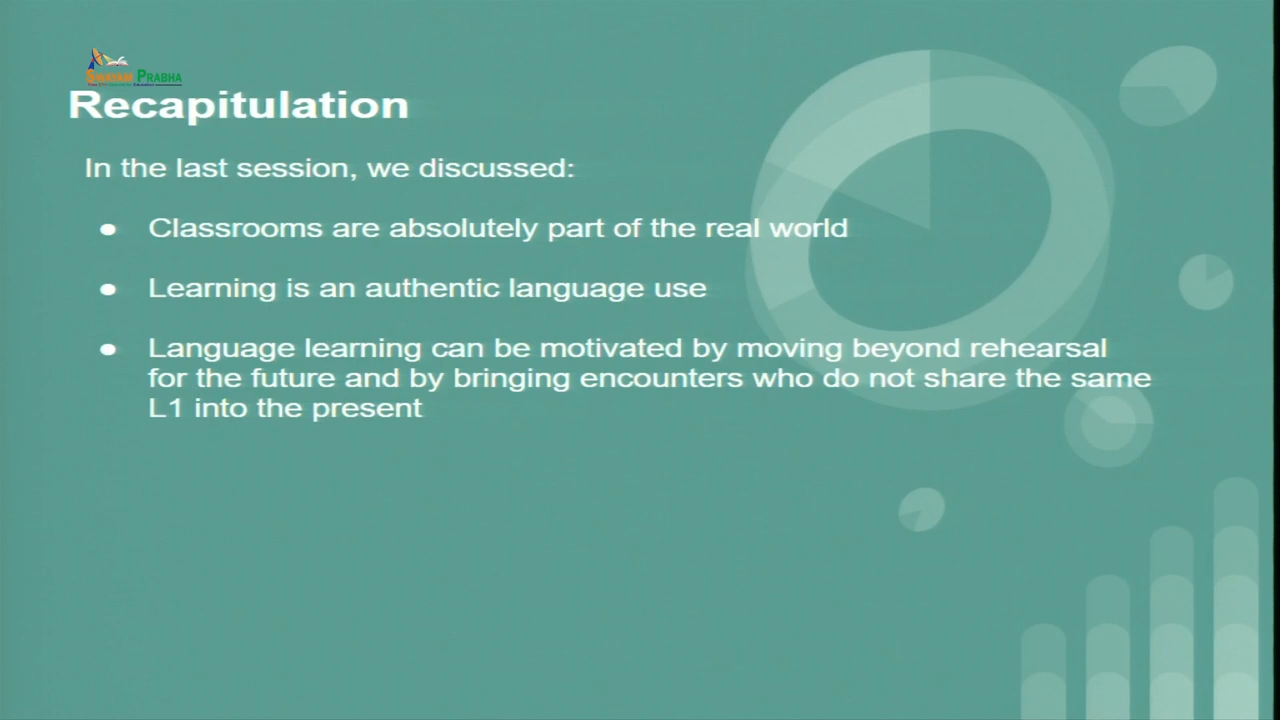 SWAYAM PRABHA
Recapitulation
In the last session, we discussed:
● Classrooms are absolutely part of the real world
● Learning is an authentic language use
● Language learning can be motivated by moving beyond rehearsal
for the future and by bringing encounters who do not share the same
L1 into the present